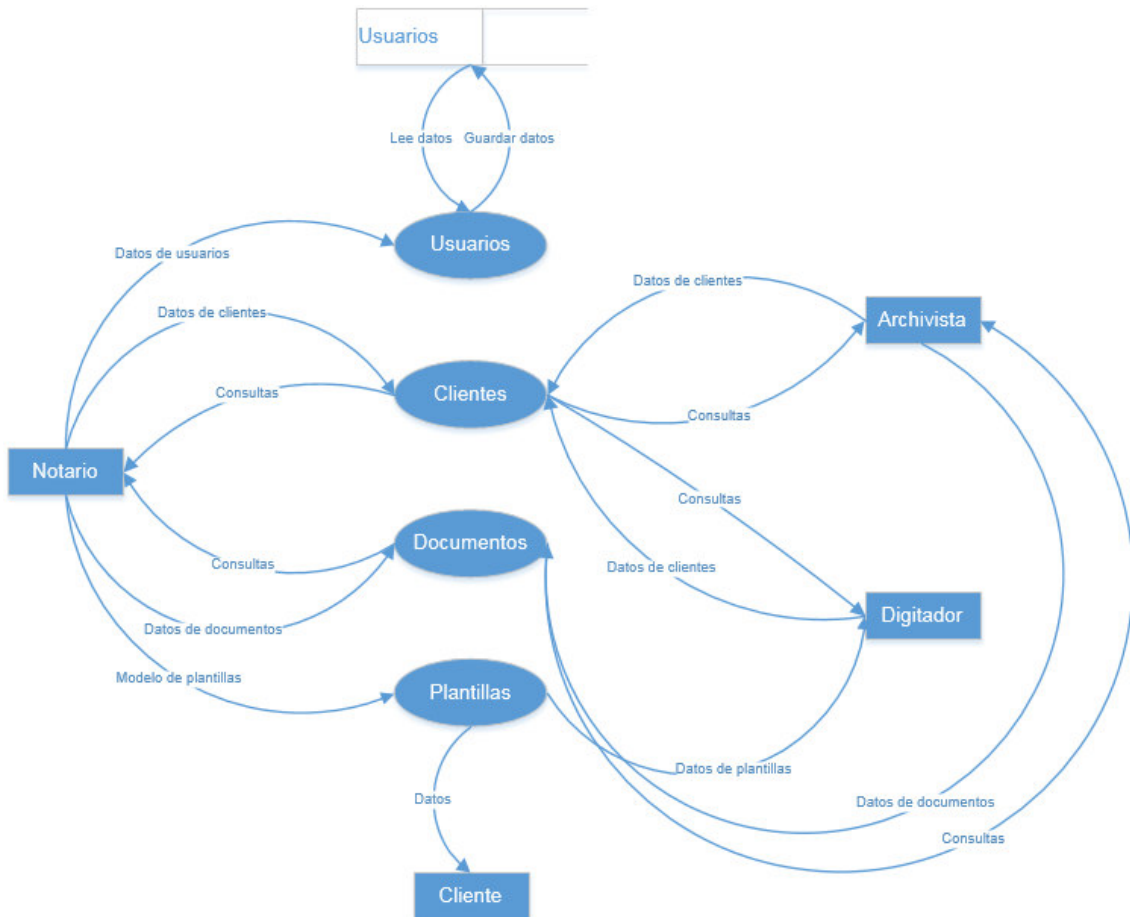 Usuarios
Lee datos
Guardar datos
Usuarios
Datos de usuarios
Datos de clientes
Datos de clientes
Archivista
Clientes
Consultas
Consultas
Notario
Consultas
Documentos
Consultas
Datos de clientes
Digitador
Datos de documentos
Modelo de plantillas
Plantillas
Datos de plantillas
Datos
Datos de documentos
Consultas
Cliente